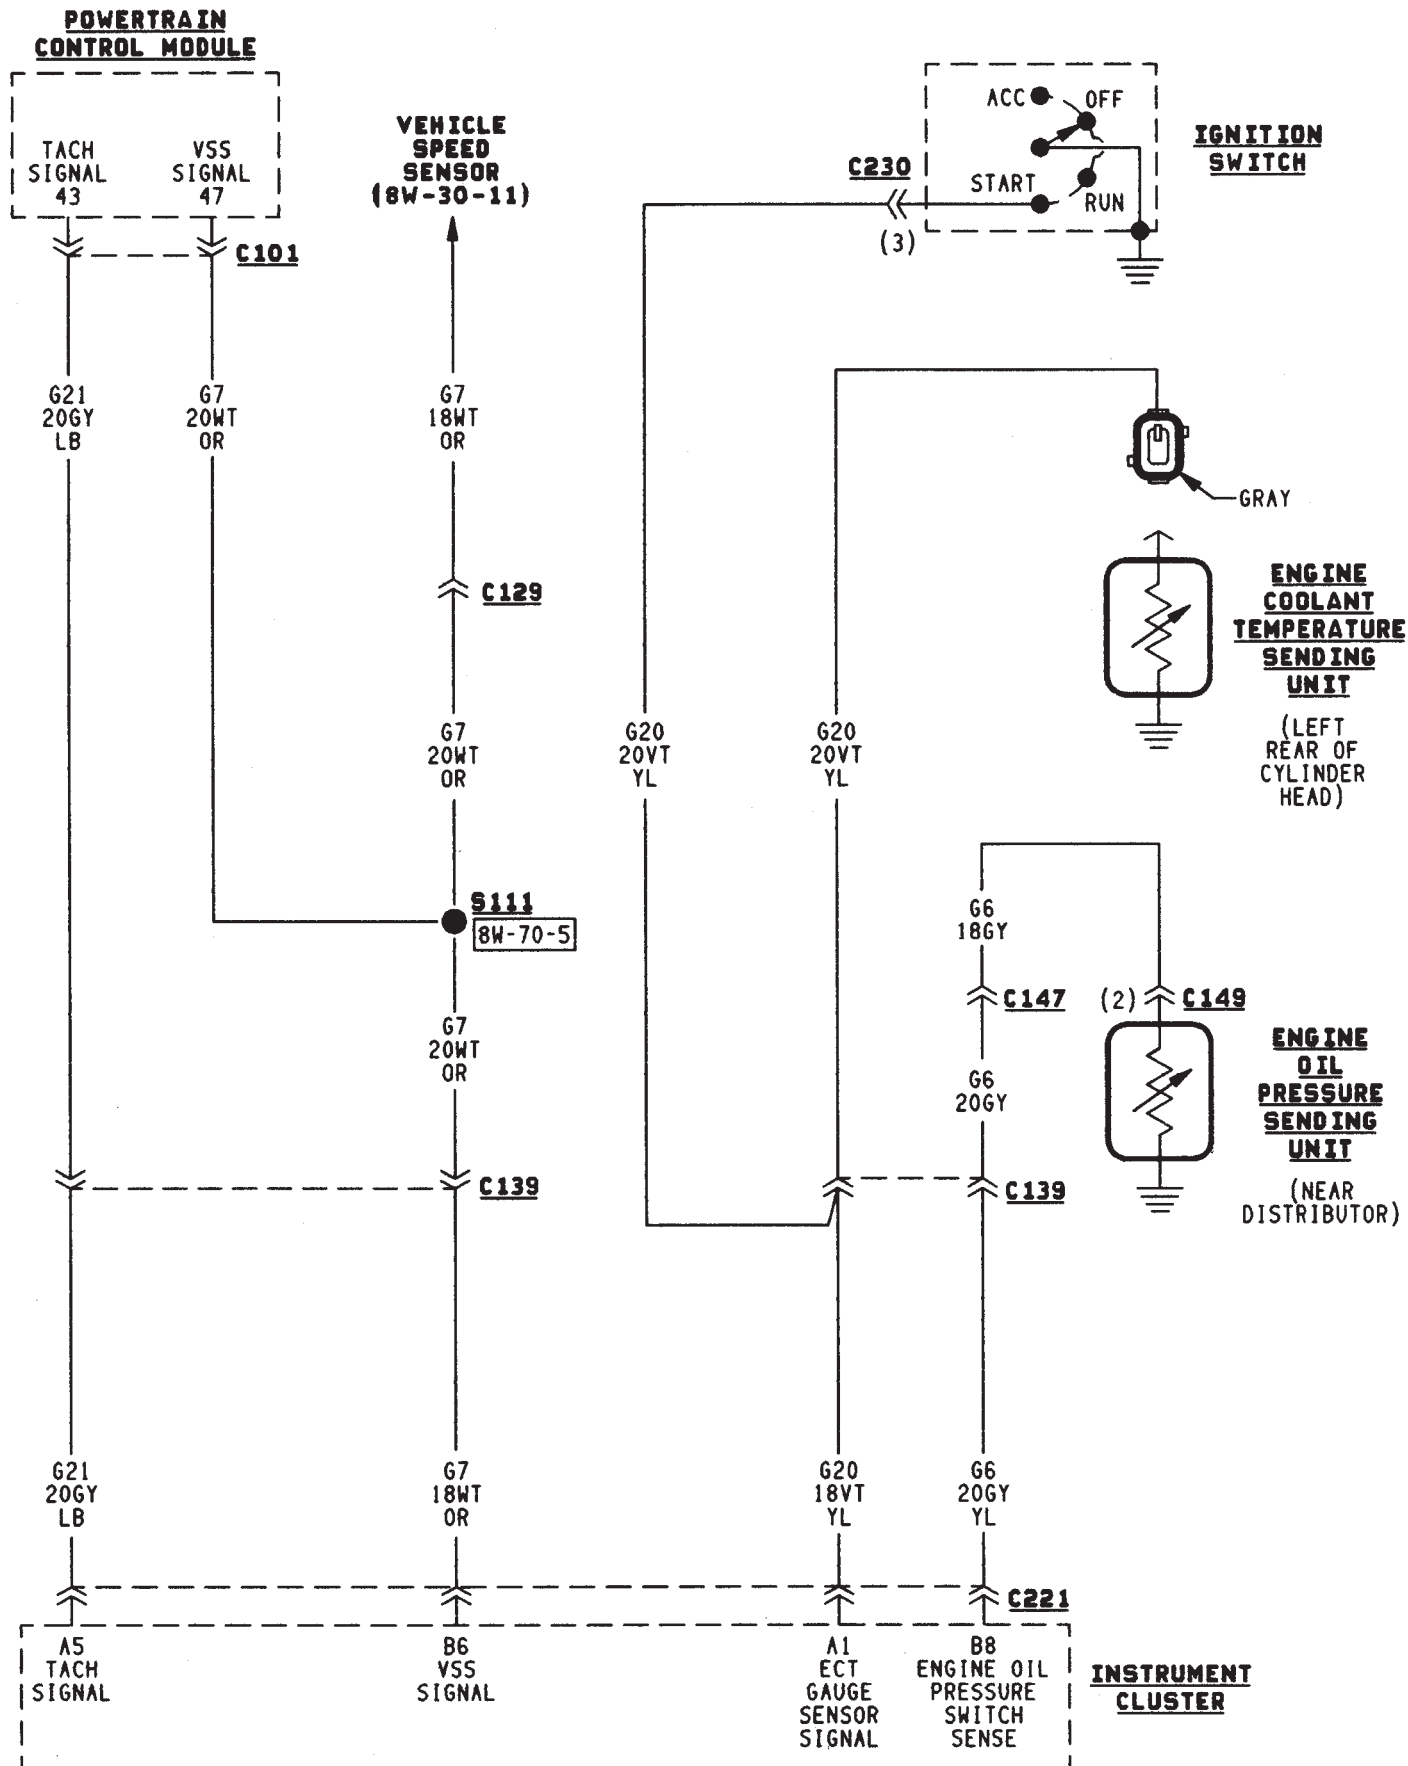 POWERTRAIN
CONTROL MODULE
TACH
SIGNAL
43
VSS
SIGNAL
47
C101
VEHICLE
SPEED
SENSOR
(8W-30-11)
ACC
OFF
START
RUN
IGNITION
SWITCH
C230
(3)
G21
20GY
LB
G7
20WT
OR
G7
18WT
OR
GRAY
C129
ENGINE
COOLANT
TEMPERATURE
SENDING
UNIT
(LEFT
REAR OF
CYLINDER
HEAD)
G7
20WT
OR
G20
20VT
YL
G20
20VT
YL
S111
8W-70-5
G6
18GY
C147
(2)
C149
G7
20WT
OR
G6
20GY
ENGINE
OIL
PRESSURE
SENDING
UNIT
(NEAR
DISTRIBUTOR)
C139
C139
G21
20GY
LB
G7
18WT
OR
G20
18VT
YL
G6
20GY
YL
C221
A5
TACH
SIGNAL
B6
VSS
SIGNAL
A1
ECT
GAUGE
SENSOR
SIGNAL
B8
ENGINE OIL
PRESSURE
SWITCH
SENSE
INSTRUMENT
CLUSTER